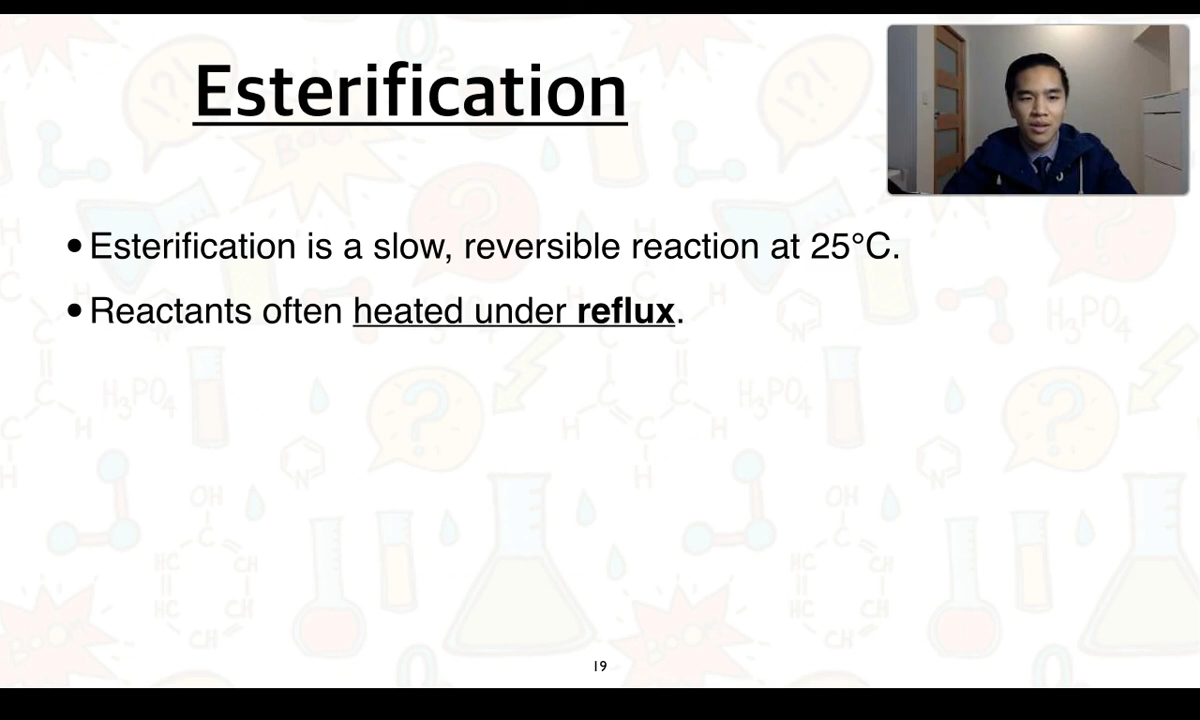 Esterification
•Esterification is a slow, reversible reaction at 25°C.
•Reactants often heated under reflux.
19